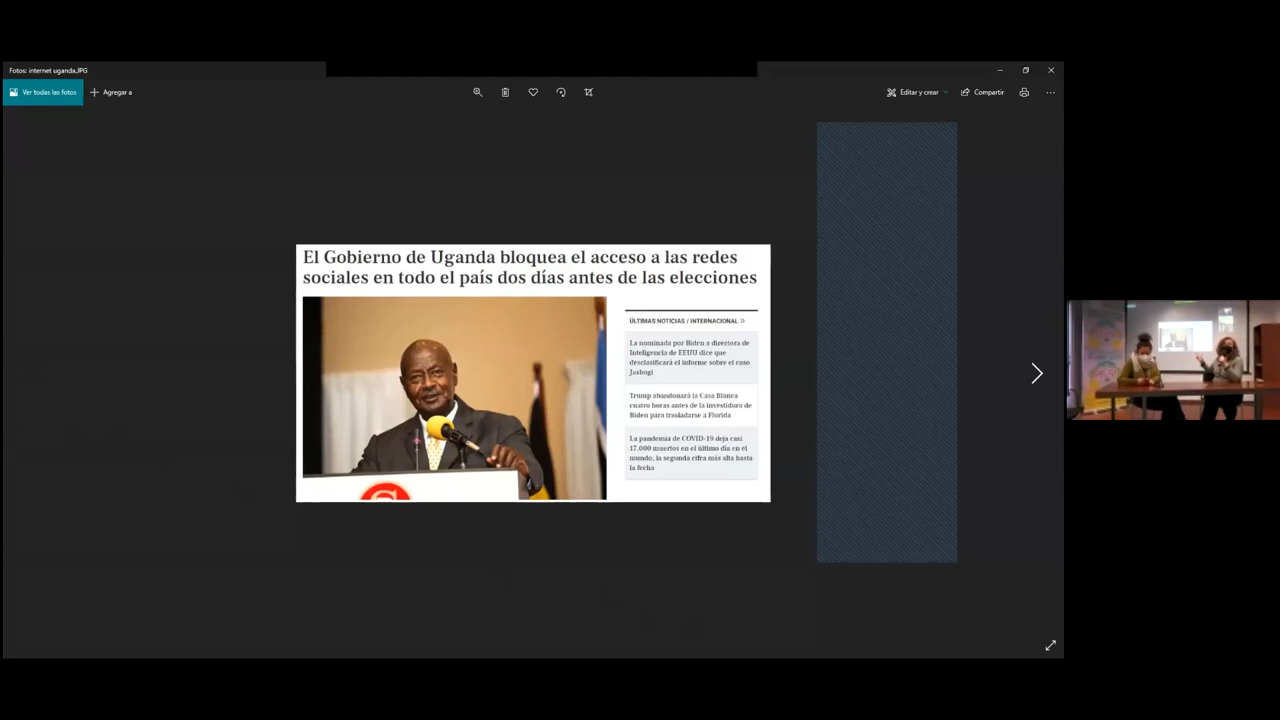 Fotos: internet uganda.JPG
Ver todas las fotos
Agregar a
Editar y crear
Compartir
El Gobierno de Uganda bloquea el acceso a las redes
sociales en todo el país dos días antes de las elecciones
ÚLTIMAS NOTICIAS / INTERNACIONAL »
La nominada por Biden a directora de
Inteligencia de EEUU dice que
desclasificará el informe sobre el caso
Jasbogi
Trump abandonará la Casa Blanca
cuatro horas antes de la investidura de
Biden para trasladarse a Florida
La pandemia de COVID-19 deja casi
17.000 muertos en el último día en el
mundo, la segunda cifra más alta hasta
la fecha